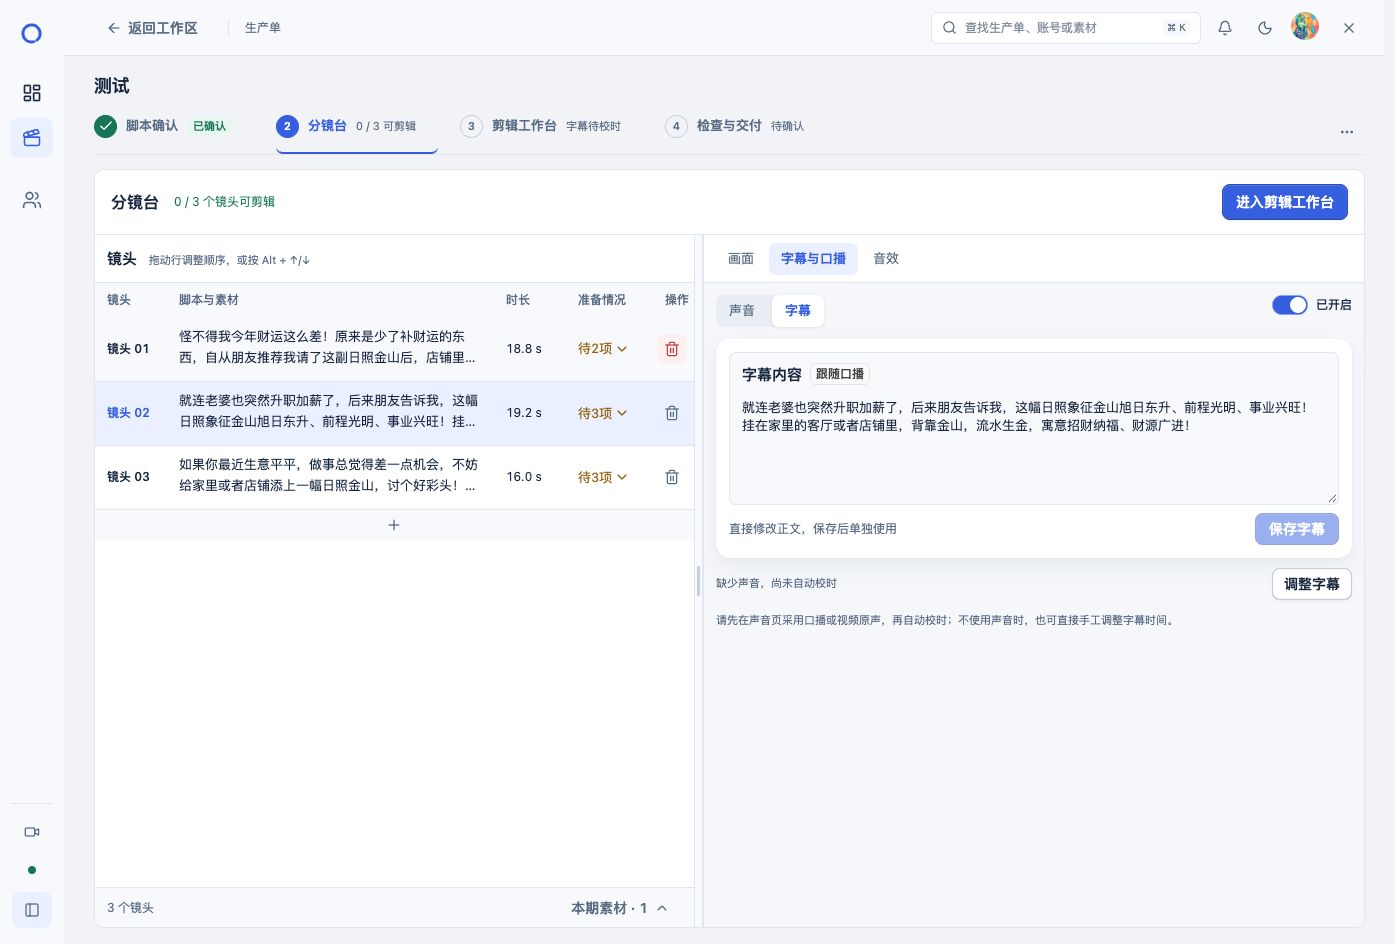 返回工作区
生产单
查找生产单、账号或素材
⌘ K
测试
脚本确认 已确认
2 分镜台 0 / 3 可剪辑
3 剪辑工作台 字幕待校时
4 检查与交付 待确认
分镜台 0 / 3 个镜头可剪辑
进入剪辑工作台
镜头 拖动行调整顺序，或按 Alt + ↑/↓
镜头 脚本与素材 时长 准备情况 操作
镜头 01
怪不得我今年财运这么差！原来是少了补财运的东
西，自从朋友推荐我请了这副日照金山后，店铺里...
18.8 s
待2项
镜头 02
就连老婆也突然升职加薪了，后来朋友告诉我，这幅
日照象征金山旭日东升、前程光明、事业兴旺！挂...
19.2 s
待3项
镜头 03
如果你最近生意平平，做事总觉得差一点机会，不妨
给家里或者店铺添上一幅日照金山，讨个好彩头！...
16.0 s
待3项
3 个镜头
本期素材 · 1
画面 字幕与口播 音效
声音 字幕
已开启
字幕内容 跟随口播
就连老婆也突然升职加薪了，后来朋友告诉我，这幅日照象征金山旭日东升、前程光明、事业兴旺！
挂在家里的客厅或者店铺里，背靠金山，流水生金，寓意招财纳福、财源广进！
直接修改正文，保存后单独使用
保存字幕
缺少声音，尚未自动校时
调整字幕
请先在声音页采用口播或视频原声，再自动校时；不使用声音时，也可直接手工调整字幕时间。